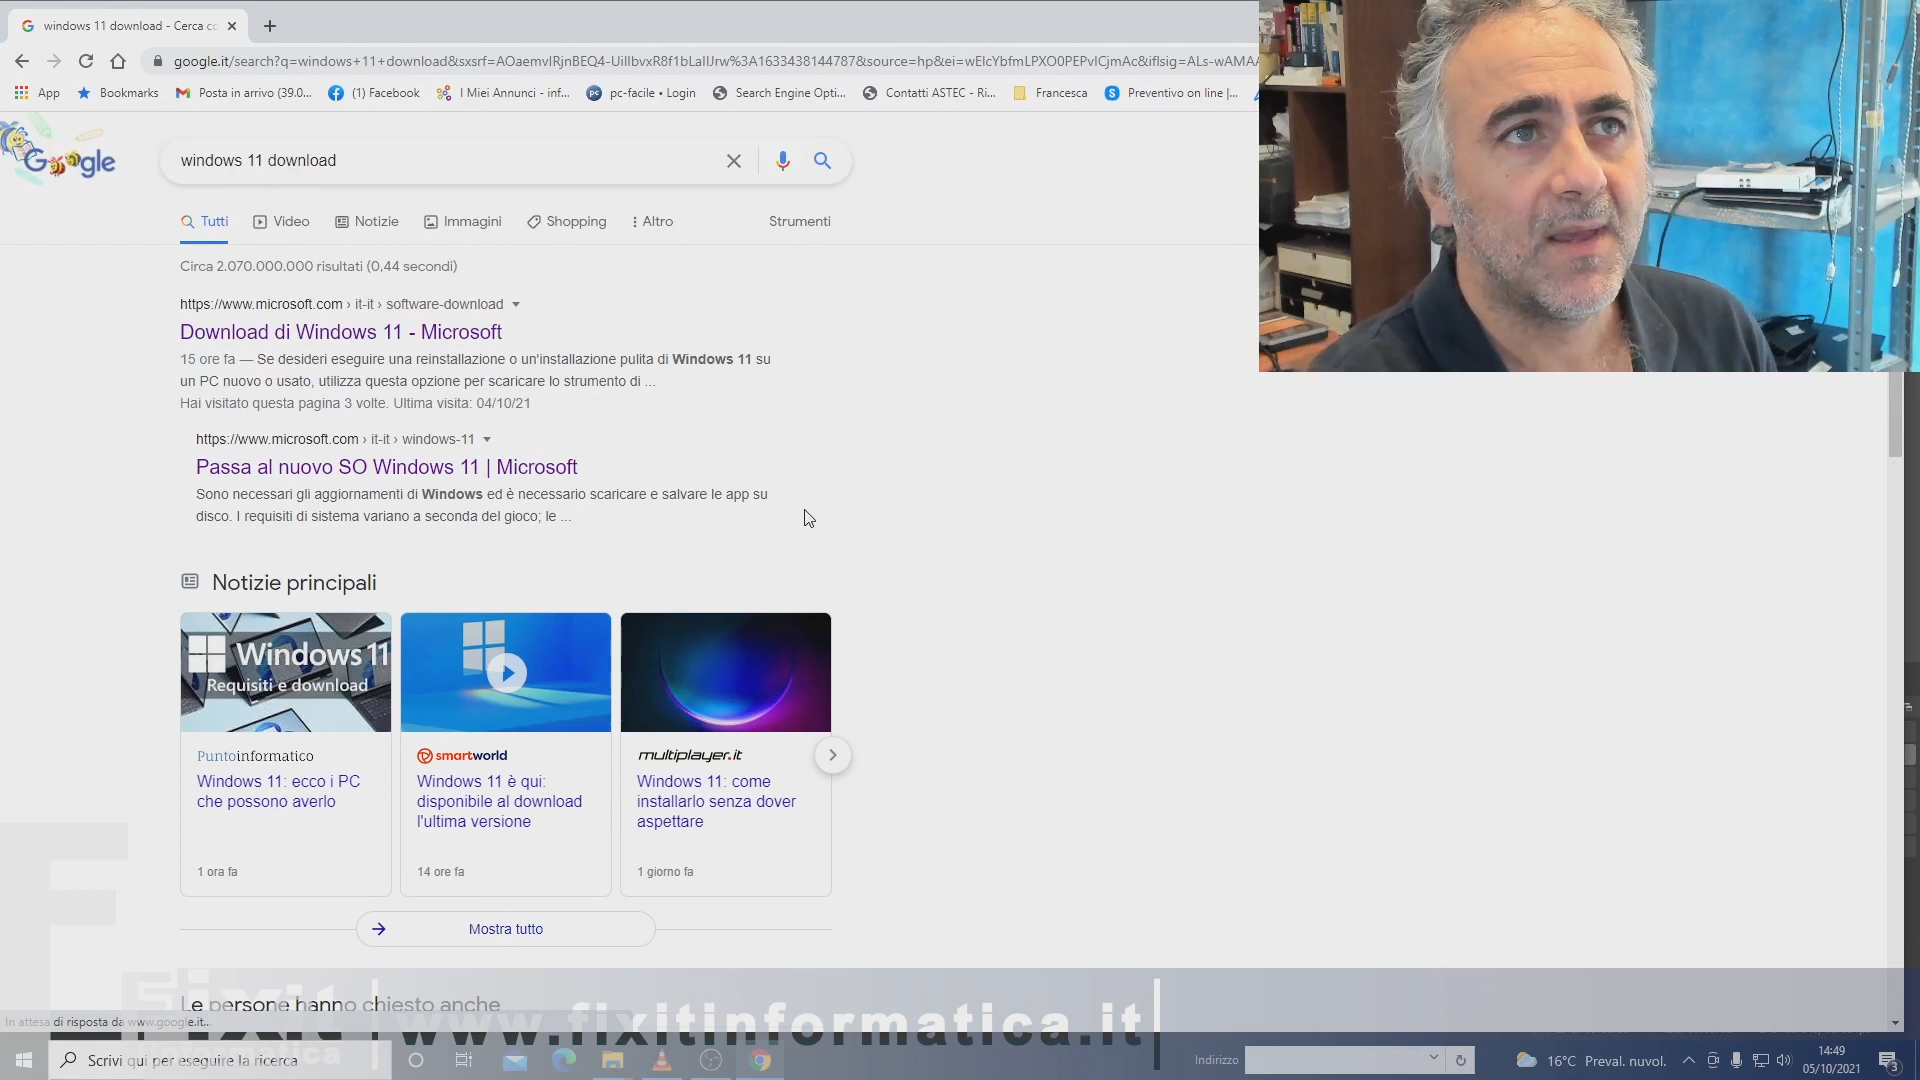 windows 11 download - Cerca co
google.it/search?q=windows+11+download&sxsrf=AOaemvIRjnBEQ4-UiIlbvxR8f1bLaIIJrw%3A1633438144787&source=hp&ei=wEIcYbfmLPXO0PEPvICjmAc&iflsig=ALs-wAMAA
App
Bookmarks
Posta in arrivo (39.0...
(1) Facebook
I Miei Annunci - inf...
pc-facile • Login
Search Engine Opti...
Contatti ASTEC - Ri...
Francesca
Preventivo on line |...
Google
windows 11 download
Tutti
Video
Notizie
Immagini
Shopping
Altro
Strumenti
Circa 2.070.000.000 risultati (0,44 secondi)
https://www.microsoft.com › it-it › software-download
Download di Windows 11 - Microsoft
15 ore fa — Se desideri eseguire una reinstallazione o un'installazione pulita di Windows 11 su
un PC nuovo o usato, utilizza questa opzione per scaricare lo strumento di ...
Hai visitato questa pagina 3 volte. Ultima visita: 04/10/21
https://www.microsoft.com › it-it › windows-11
Passa al nuovo SO Windows 11 | Microsoft
Sono necessari gli aggiornamenti di Windows ed è necessario scaricare e salvare le app su
disco. I requisiti di sistema variano a seconda del gioco; le ...
Notizie principali
Windows 11
Requisiti e download
Puntoinformatico
Windows 11: ecco i PC
che possono averlo
1 ora fa
smartworld
Windows 11 è qui:
disponibile al download
l'ultima versione
14 ore fa
multiplayer.it
Windows 11: come
installarlo senza dover
aspettare
1 giorno fa
Mostra tutto
Le persone hanno chiesto anche
In attesa di risposta da www.google.it...
fixit
informatica
www.fixitinformatica.it
Scrivi qui per eseguire la ricerca
Indirizzo
16°C Preval. nuvol.
14:49
05/10/2021
3